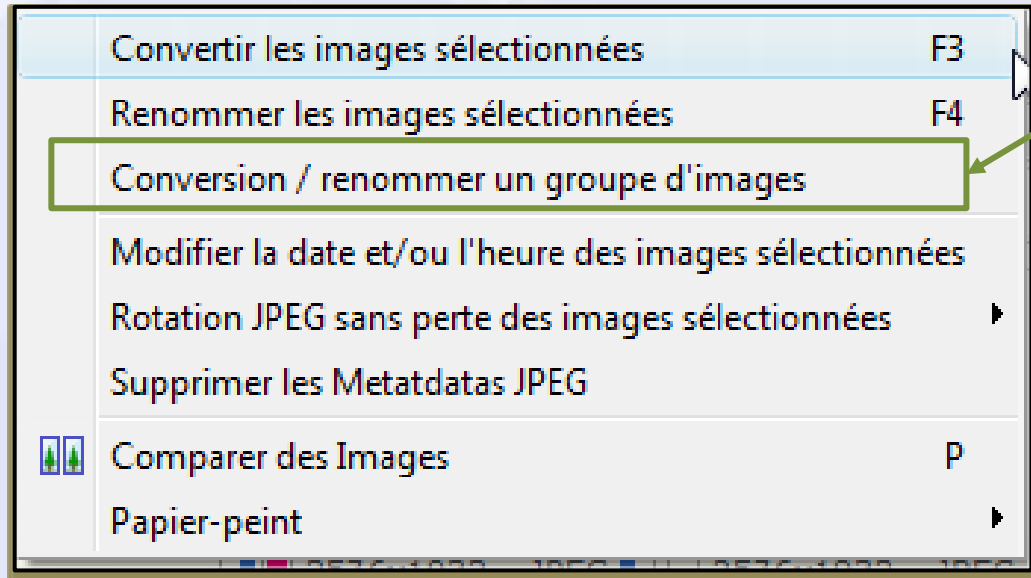 Convertir les images sélectionnées F3
Renommer les images sélectionnées F4
Conversion / renommer un groupe d'images
Modifier la date et/ou l'heure des images sélectionnées
Rotation JPEG sans perte des images sélectionnées
Supprimer les Metatdatas JPEG
Comparer des Images P
Papier-peint